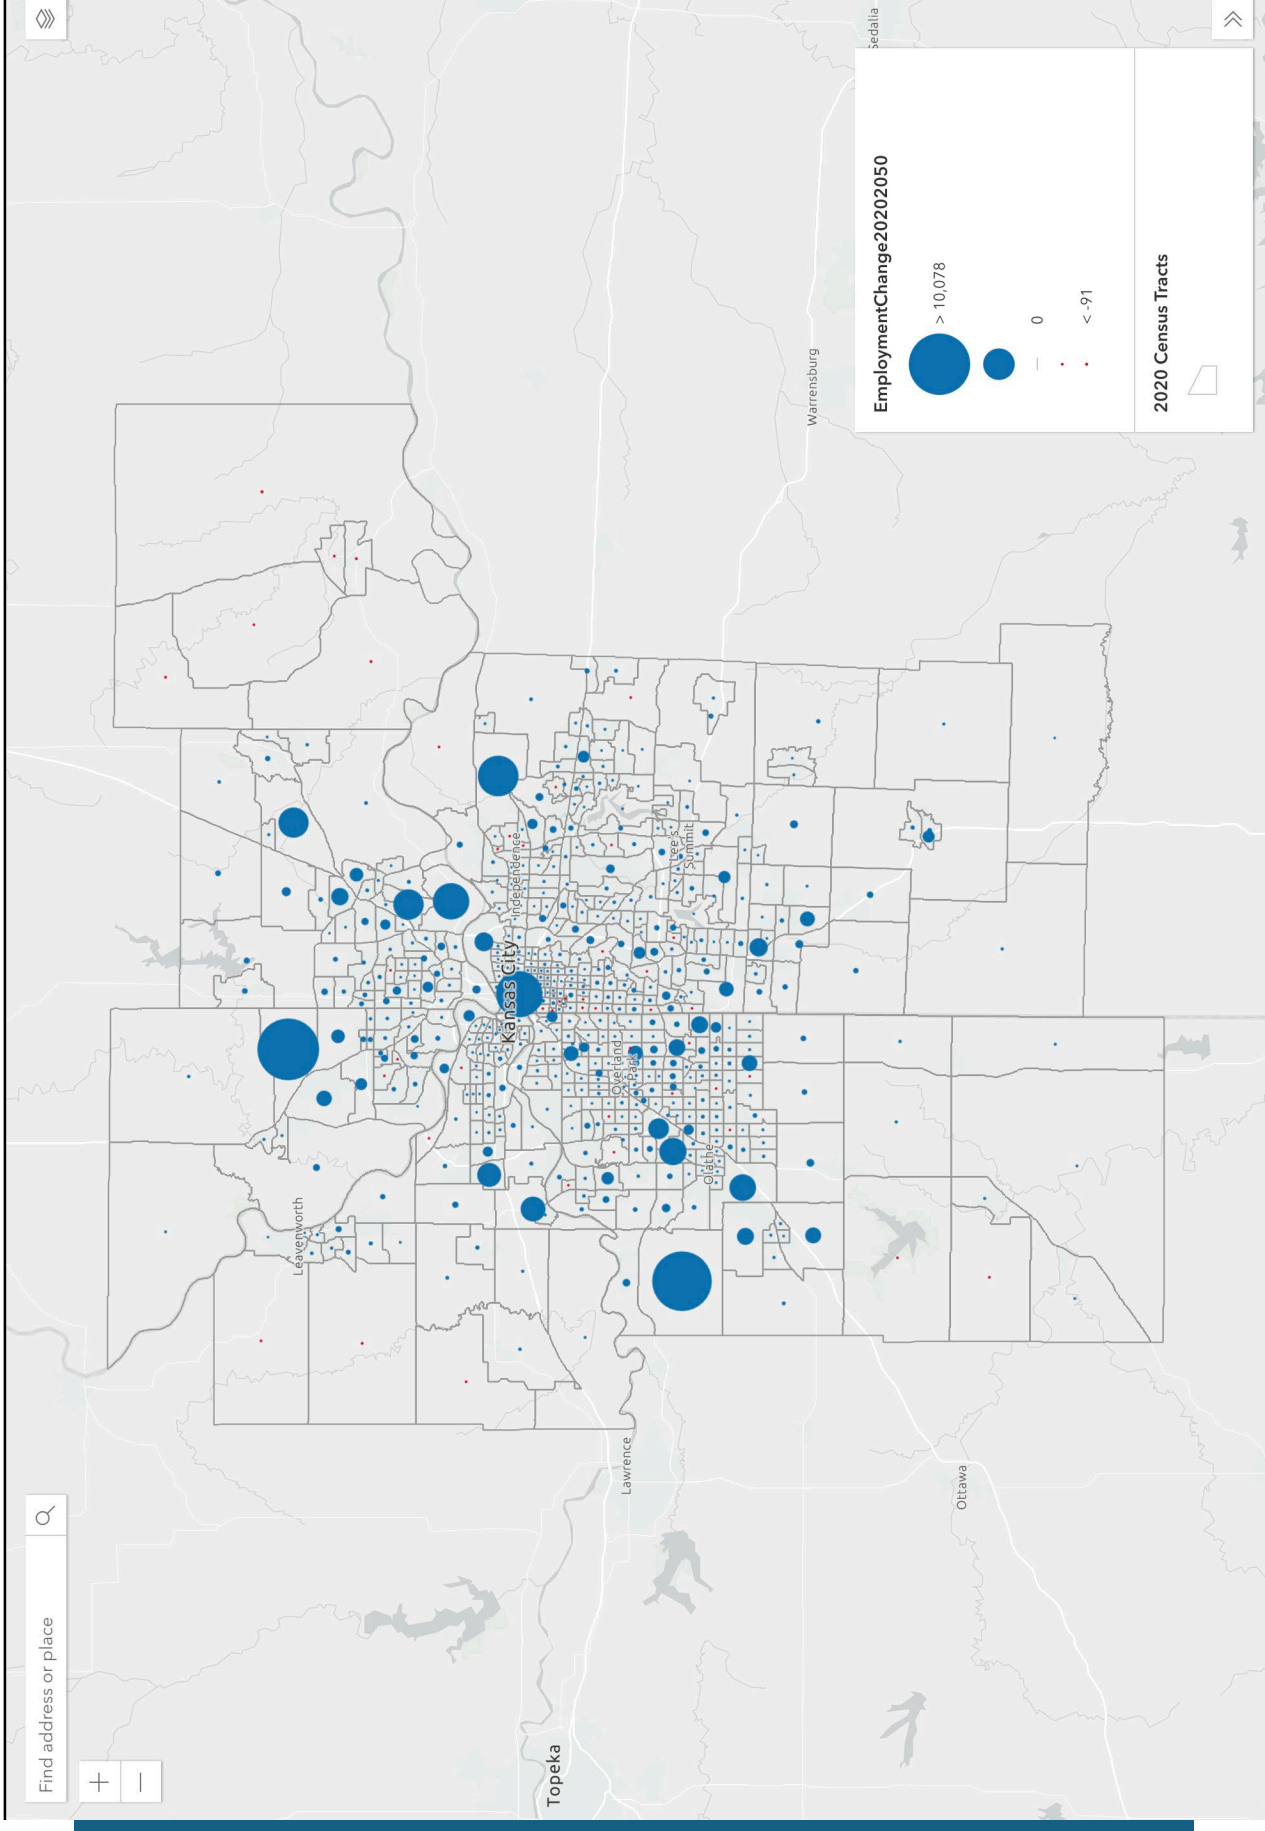 Find address or place
Leavenworth
Kansas City
Independence
Topeka
Lawrence
Overland
Park
Lee's
Summit
Olathe
Warrensburg
Sedalia
Ottawa
EmploymentChange20202050
> 10,078
0
< -91
2020 Census Tracts